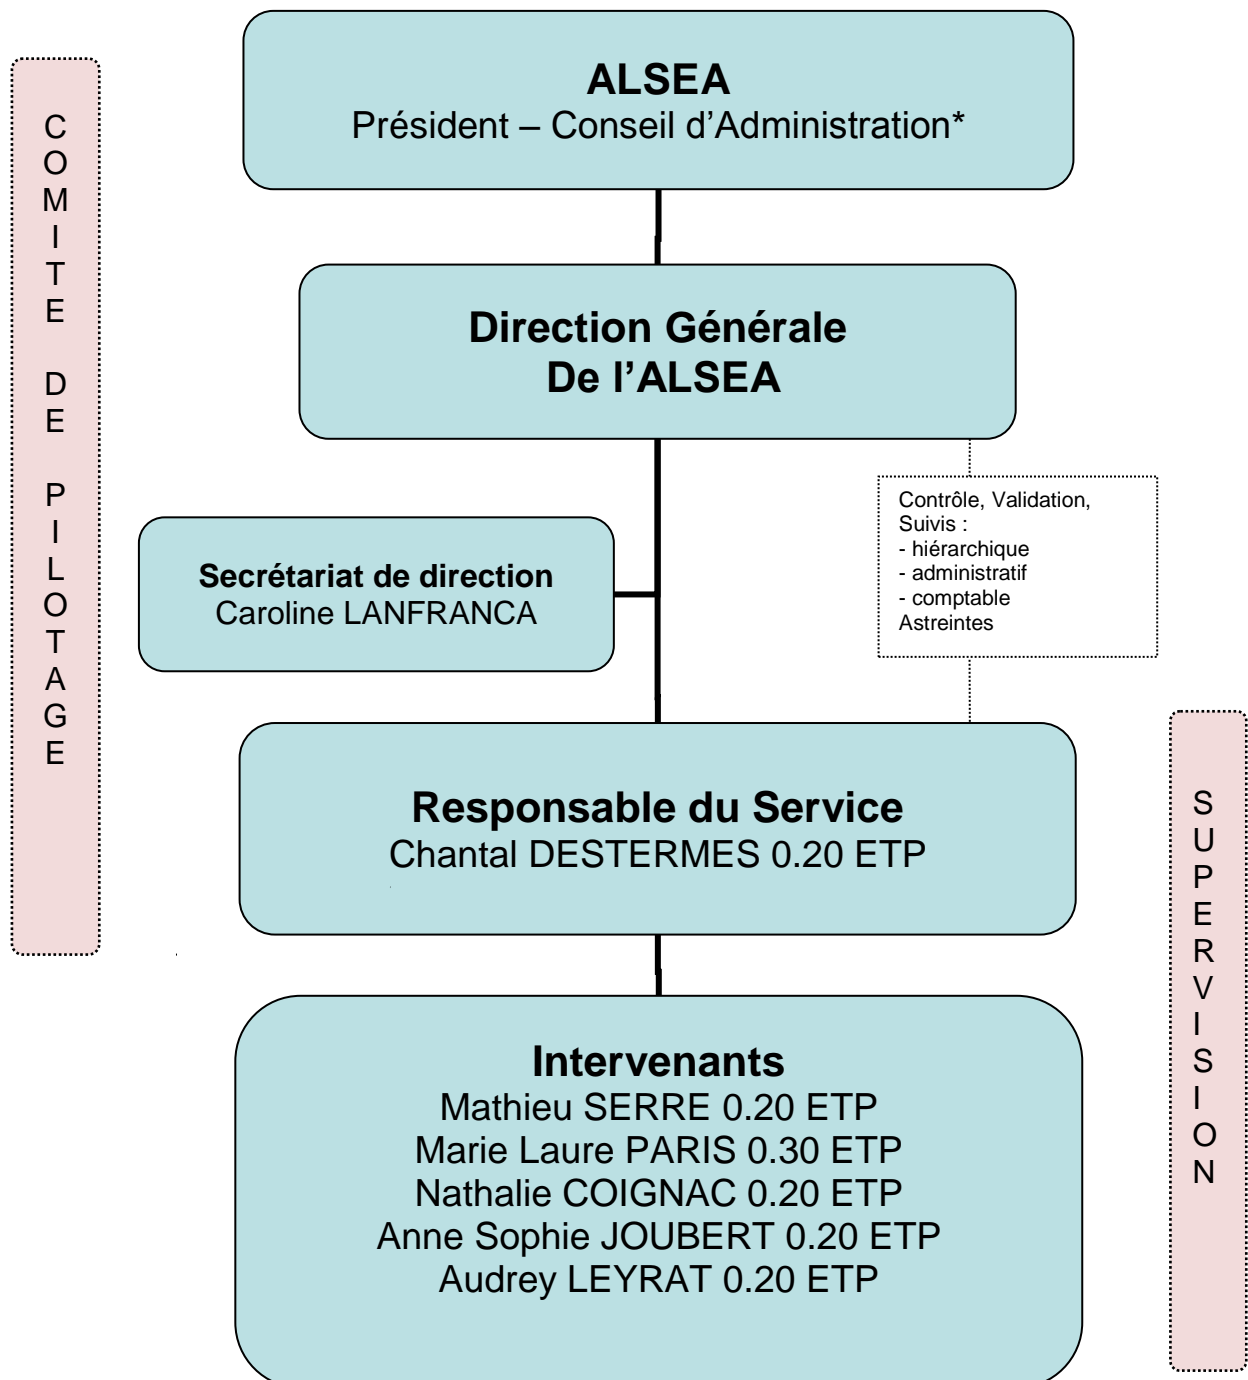 ALSEA
Président – Conseil d’Administration*
COMITE DE PILOTAGE
Direction Générale
De l’ALSEA
Contrôle, Validation,
Suivis :
- hiérarchique
- administratif
- comptable
Astreintes
Secrétariat de direction
Caroline LANFRANCA
Responsable du Service
Chantal DESTERMES 0.20 ETP
SUPERVISION
Intervenants
Mathieu SERRE 0.20 ETP
Marie Laure PARIS 0.30 ETP
Nathalie COIGNAC 0.20 ETP
Anne Sophie JOUBERT 0.20 ETP
Audrey LEYRAT 0.20 ETP